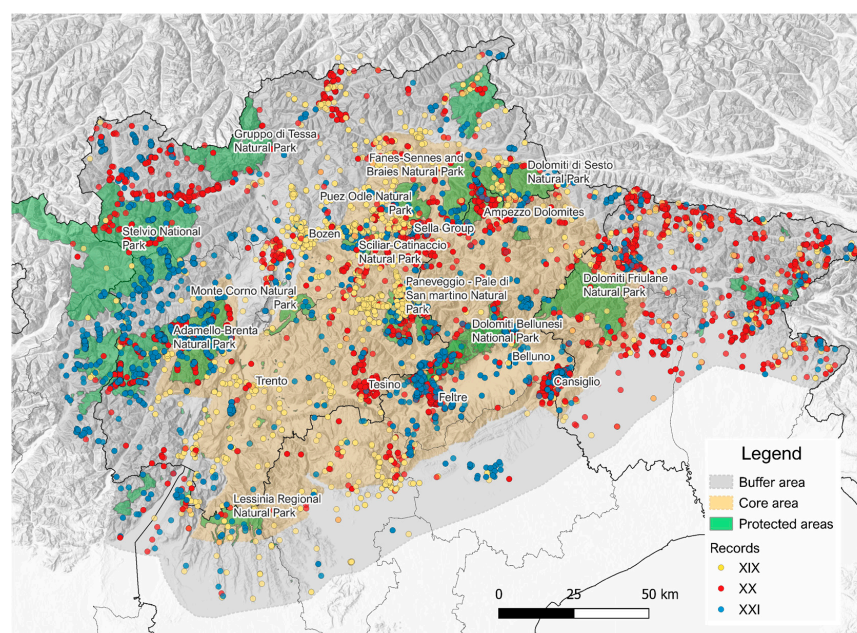 Gruppo di Tessa
Natural Park
Fanes-Sennes and
Braies Natural Park
Dolomiti di Sesto
Natural Park
Puez Odle Natural
Park
Ampezzo Dolomites
Stelvio National
Park
Bozen
Sella Group
Sciliar-Catinaccio
Natural Park
Monte Corno Natural
Park
Paneveggio - Pale di
San martino Natural
Park
Dolomiti Friulane
Natural Park
Adamello-Brenta
Natural Park
Dolomiti Bellunesi
National Park
Belluno
Trento
Tesino
Cansiglio
Feltre
Lessinia Regional
Natural Park
Legend
Buffer area
Core area
Protected areas
Records
XIX
XX
XXI
0 25 50 km